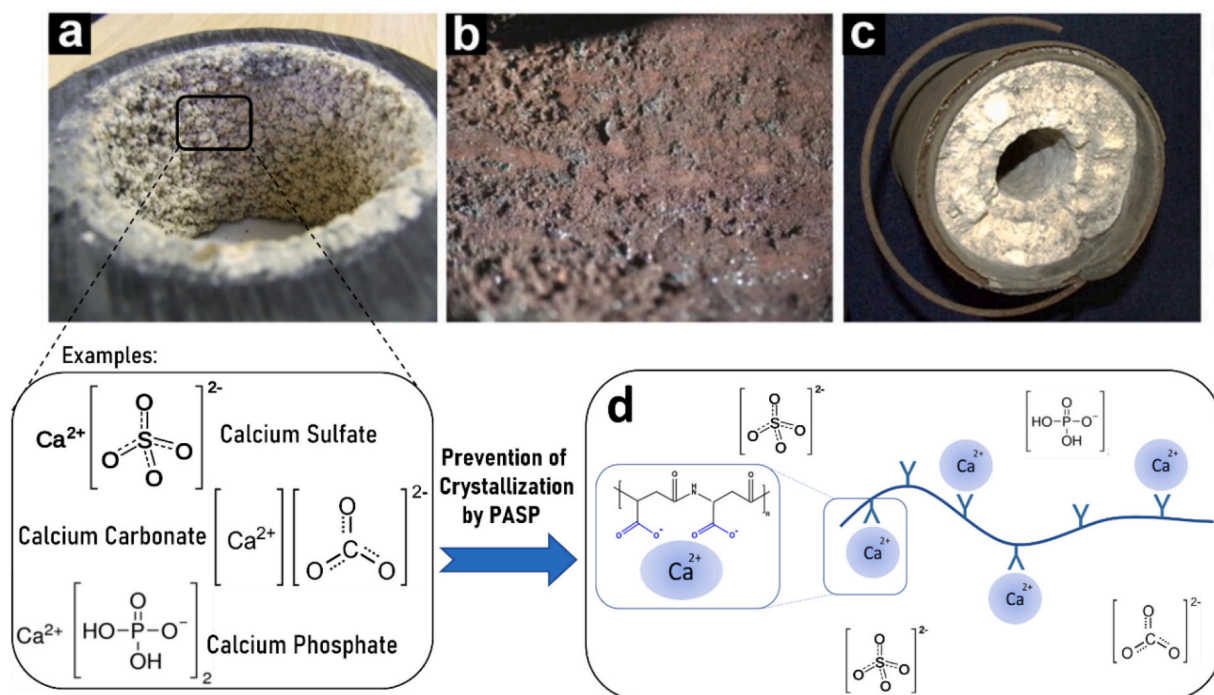 a
b
c
Examples:
Ca²⁺ [O S O O O]²⁻ Calcium Sulfate
Calcium Carbonate [Ca²⁺] [O C O O]²⁻
Ca²⁺ [HO-P-O⁻ O OH]₂ Calcium Phosphate
Prevention of
Crystallization
by PASP
d
[O S O O O]²⁻
[HO-P-O⁻ O OH]
O H N O n
O O⁻ O O⁻
Ca²⁺
Ca²⁺
Ca²⁺
Ca²⁺
Ca²⁺
[O S O O O]²⁻
[O C O O]²⁻